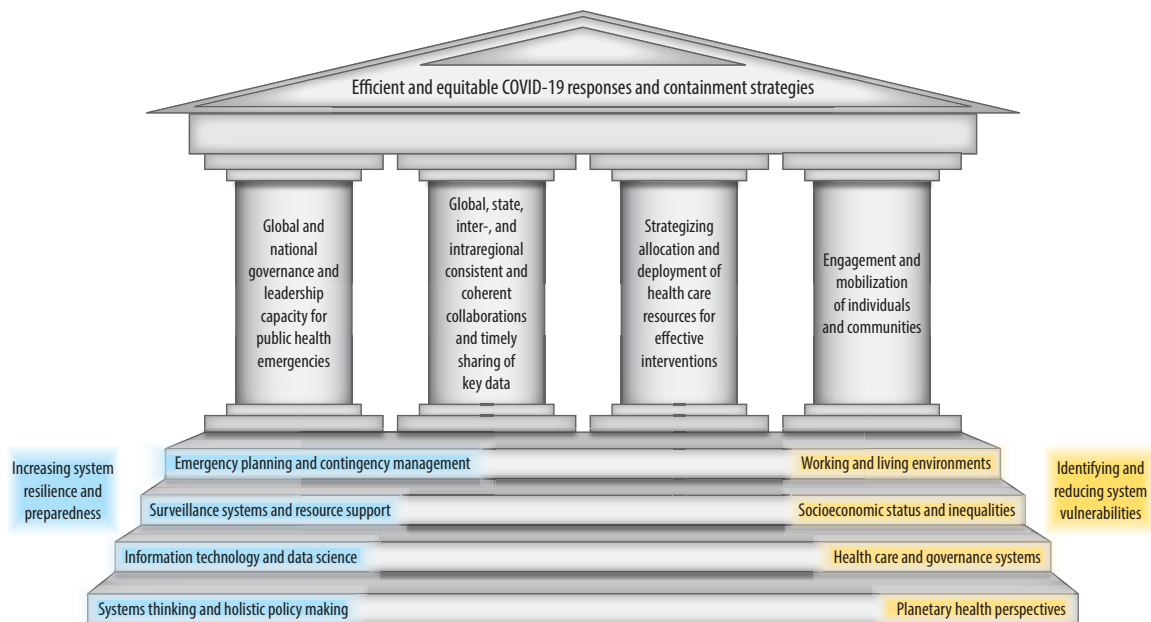 Efficient and equitable COVID-19 responses and containment strategies
Global and
national
governance and
leadership
capacity for
public health
emergencies
Global, state,
inter-, and
intraregional
consistent and
coherent
collaborations
and timely
sharing of
key data
Strategizing
allocation and
deployment of
health care
resources for
effective
interventions
Engagement and
mobilization
of individuals
and communities
Increasing system
resilience and
preparedness
Emergency planning and contingency management
Surveillance systems and resource support
Information technology and data science
Systems thinking and holistic policy making
Working and living environments
Socioeconomic status and inequalities
Health care and governance systems
Planetary health perspectives
Identifying and
reducing system
vulnerabilities